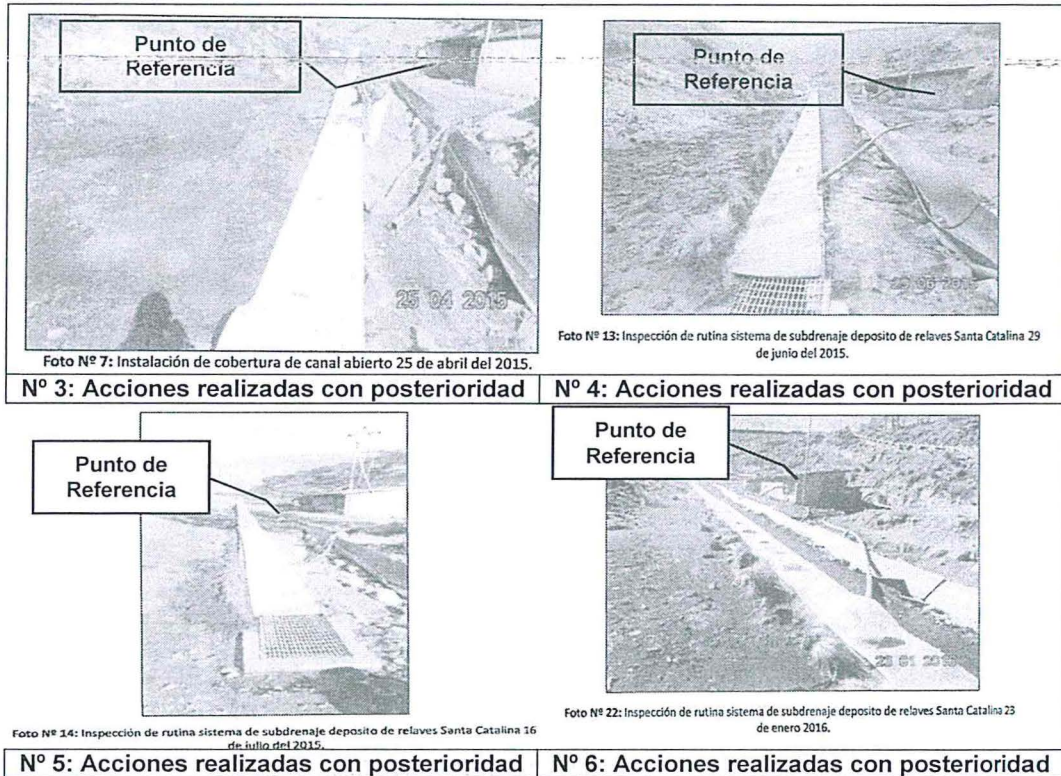 Punto de
Referencia
25 04 2015
Foto Nº 7: Instalación de cobertura de canal abierto 25 de abril del 2015.
Nº 3: Acciones realizadas con posterioridad
Punto de
Referencia
29 06 2015
Foto Nº 13: Inspección de rutina sistema de subdrenaje deposito de relaves Santa Catalina 29
de junio del 2015.
Nº 4: Acciones realizadas con posterioridad
Punto de
Referencia
Foto Nº 14: Inspección de rutina sistema de subdrenaje deposito de relaves Santa Catalina 16
de julio del 2015.
Nº 5: Acciones realizadas con posterioridad
Punto de
Referencia
23 01
Foto Nº 22: Inspección de rutina sistema de subdrenaje deposito de relaves Santa Catalina 23
de enero 2016.
Nº 6: Acciones realizadas con posterioridad